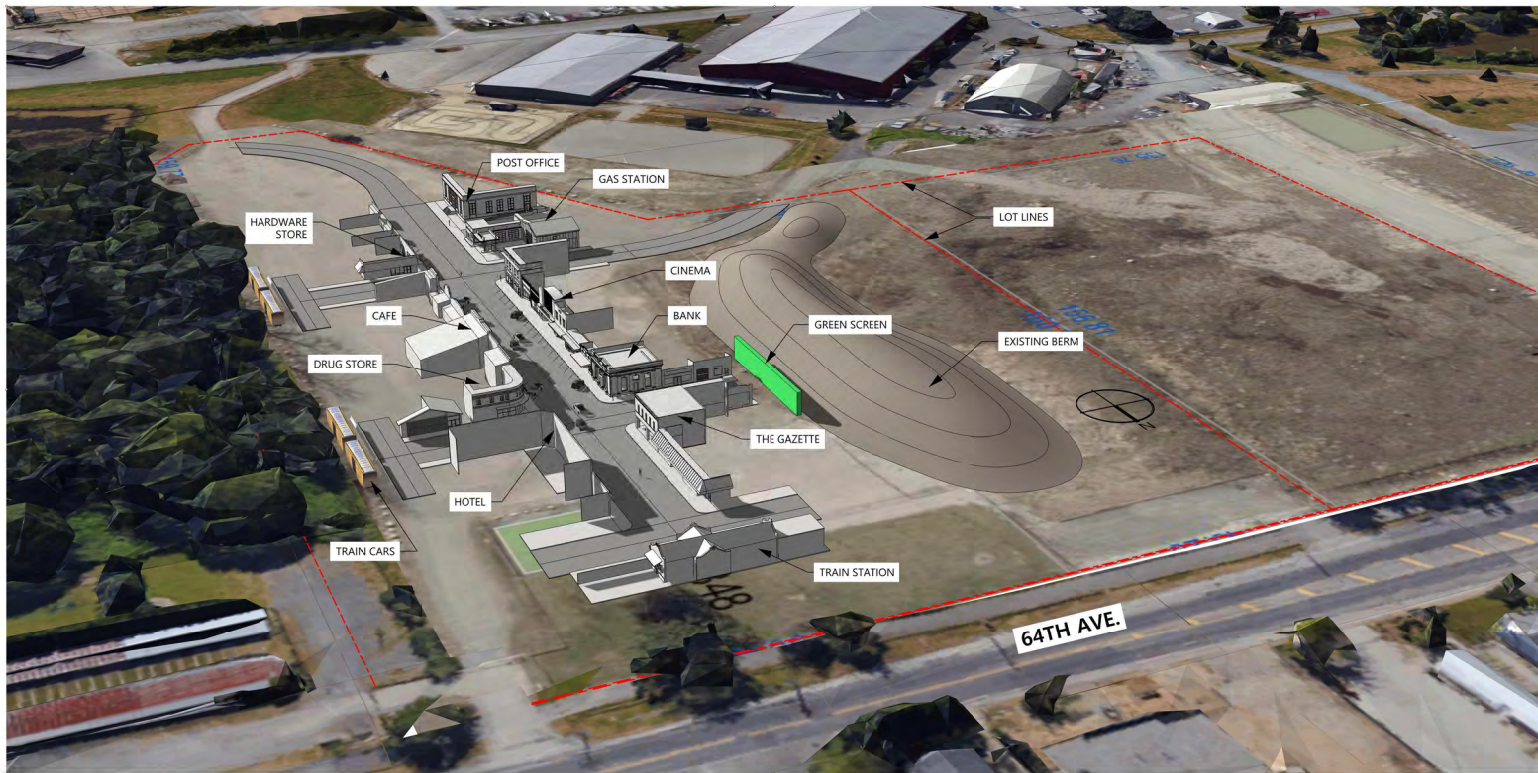 POST OFFICE
GAS STATION
HARDWARE
STORE
LOT LINES
CINEMA
CAFE
BANK
GREEN SCREEN
EXISTING BERM
DRUG STORE
N
THE GAZETTE
HOTEL
TRAIN CARS
TRAIN STATION
48
64TH AVE.